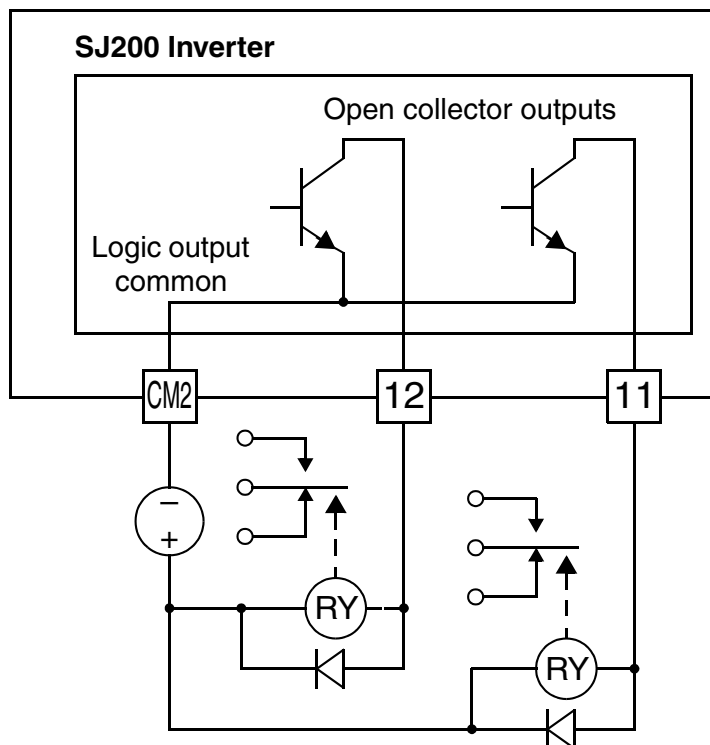 SJ200 Inverter
Open collector outputs
Logic output
common
CM2
12
11
–
+
RY
RY